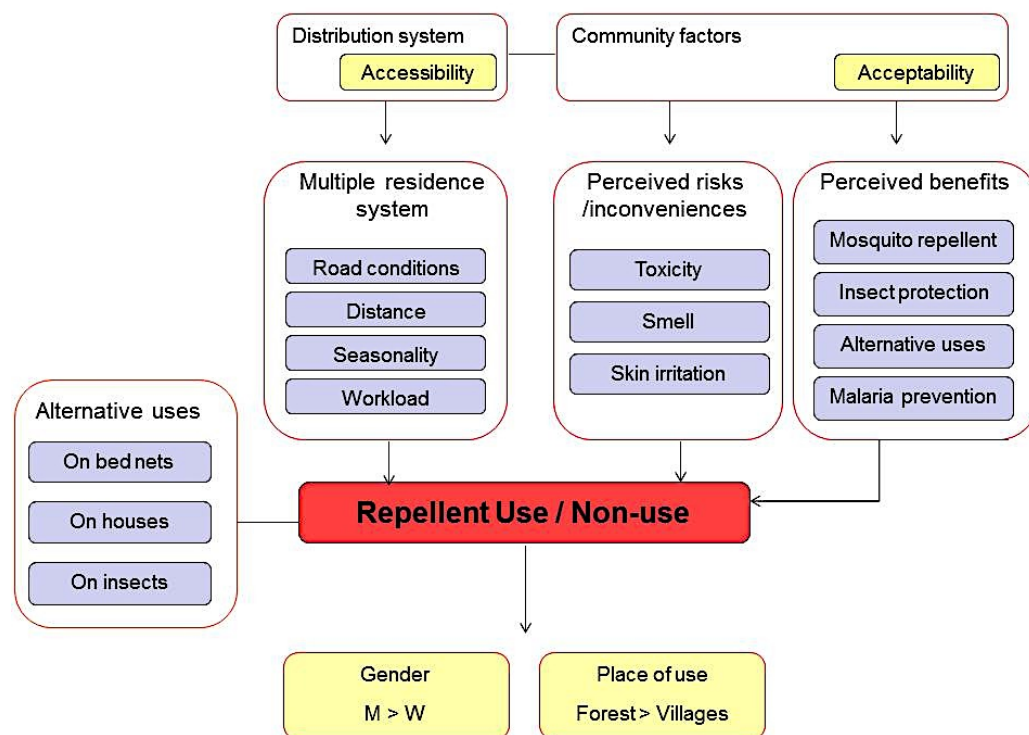 Distribution system
Accessibility
Community factors
Acceptability
Multiple residence
system
Road conditions
Distance
Seasonality
Workload
Perceived risks
/inconveniences
Toxicity
Smell
Skin irritation
Perceived benefits
Mosquito repellent
Insect protection
Alternative uses
Malaria prevention
Alternative uses
On bed nets
On houses
On insects
Repellent Use / Non-use
Gender
M > W
Place of use
Forest> Villages